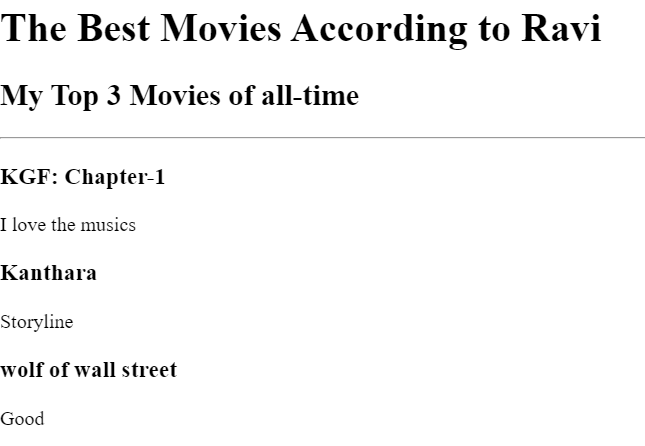 The Best Movies According to Ravi
My Top 3 Movies of all-time
KGF: Chapter-1
I love the musics
Kanthara
Storyline
wolf of wall street
Good